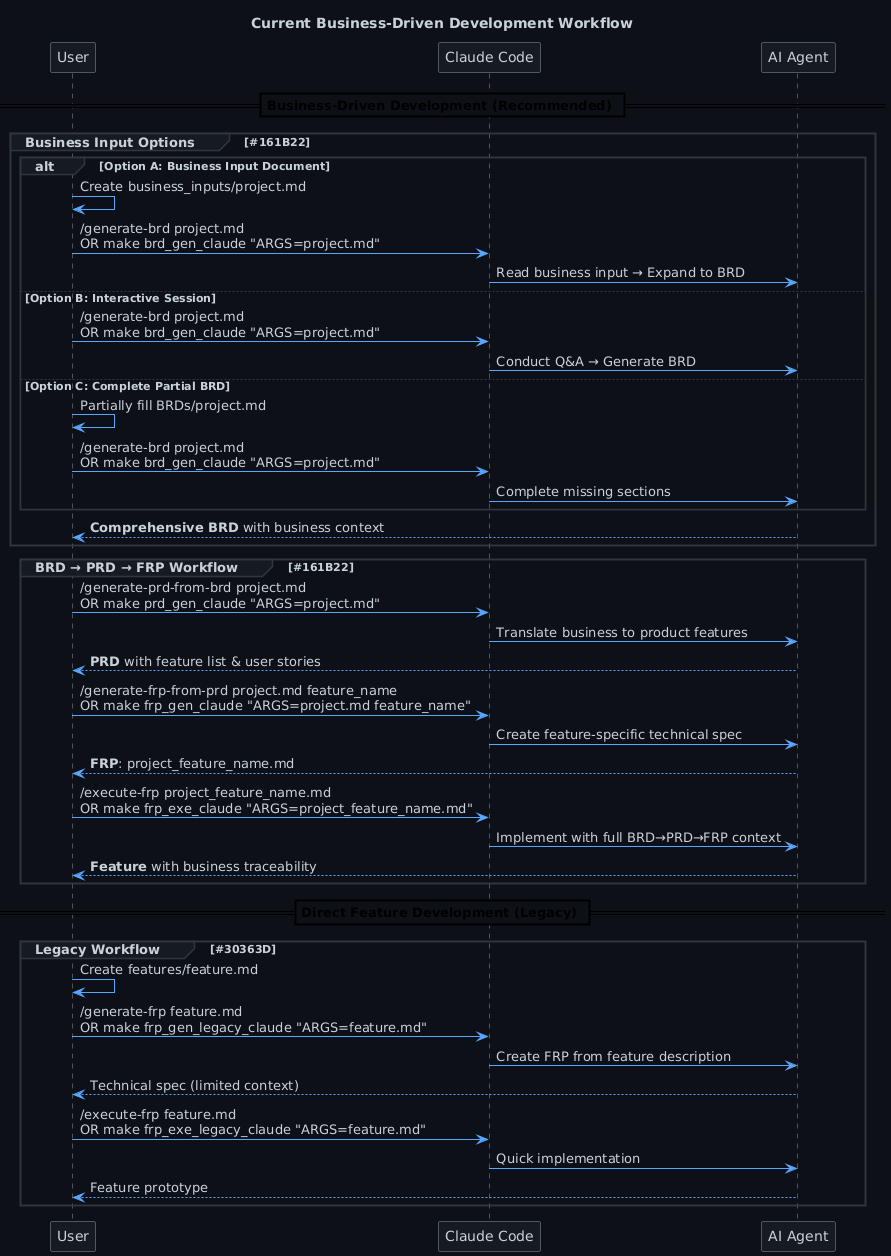 Current Business-Driven Development Workflow
User
Claude Code
AI Agent
Business-Driven Development (Recommended)
Business Input Options
[#161B22]
alt
[Option A: Business Input Document]
Create business_inputs/project.md
/generate-brd project.md
OR make brd_gen_claude "ARGS=project.md"
Read business input → Expand to BRD
[Option B: Interactive Session]
/generate-brd project.md
OR make brd_gen_claude "ARGS=project.md"
Conduct Q&A → Generate BRD
[Option C: Complete Partial BRD]
Partially fill BRDs/project.md
/generate-brd project.md
OR make brd_gen_claude "ARGS=project.md"
Complete missing sections
Comprehensive BRD with business context
BRD → PRD → FRP Workflow
[#161B22]
/generate-prd-from-brd project.md
OR make prd_gen_claude "ARGS=project.md"
Translate business to product features
PRD with feature list & user stories
/generate-frp-from-prd project.md feature_name
OR make frp_gen_claude "ARGS=project.md feature_name"
Create feature-specific technical spec
FRP: project_feature_name.md
/execute-frp project_feature_name.md
OR make frp_exe_claude "ARGS=project_feature_name.md"
Implement with full BRD→PRD→FRP context
Feature with business traceability
Direct Feature Development (Legacy)
Legacy Workflow
[#30363D]
Create features/feature.md
/generate-frp feature.md
OR make frp_gen_legacy_claude "ARGS=feature.md"
Create FRP from feature description
Technical spec (limited context)
/execute-frp feature.md
OR make frp_exe_legacy_claude "ARGS=feature.md"
Quick implementation
Feature prototype
User
Claude Code
AI Agent